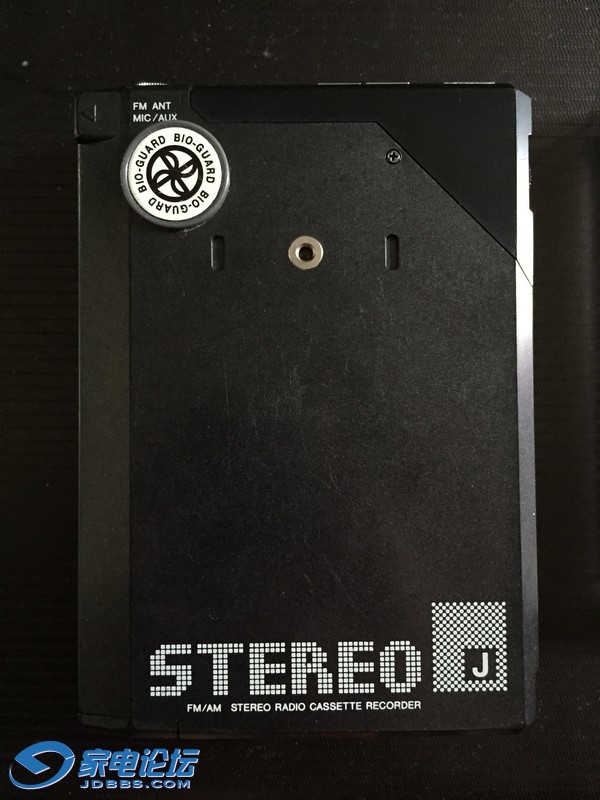 FM ANT
MIC/AUX
BIO-GUARD BIO-GUARD BIO-GUARD
STEREO
J
FM/AM STEREO RADIO CASSETTE RECORDER
家电论坛
JDBBS.COM